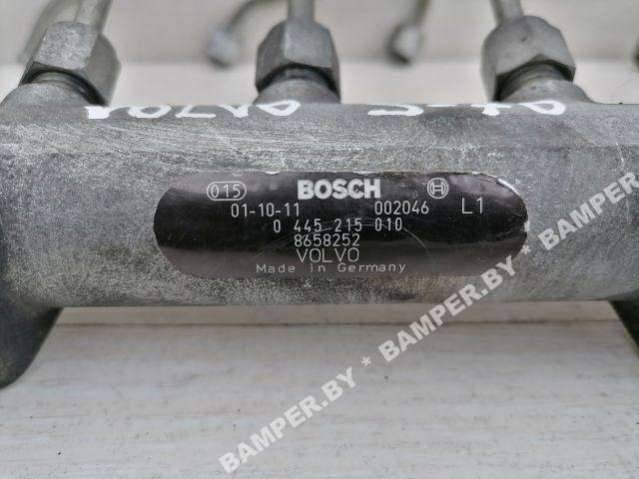 015 BOSCH
01-10-11 002046 L1
0 445 215 010
8658252
VOLVO
Made in Germany
BAMPER.BY * BAMPER.BY * BAMPER.BY